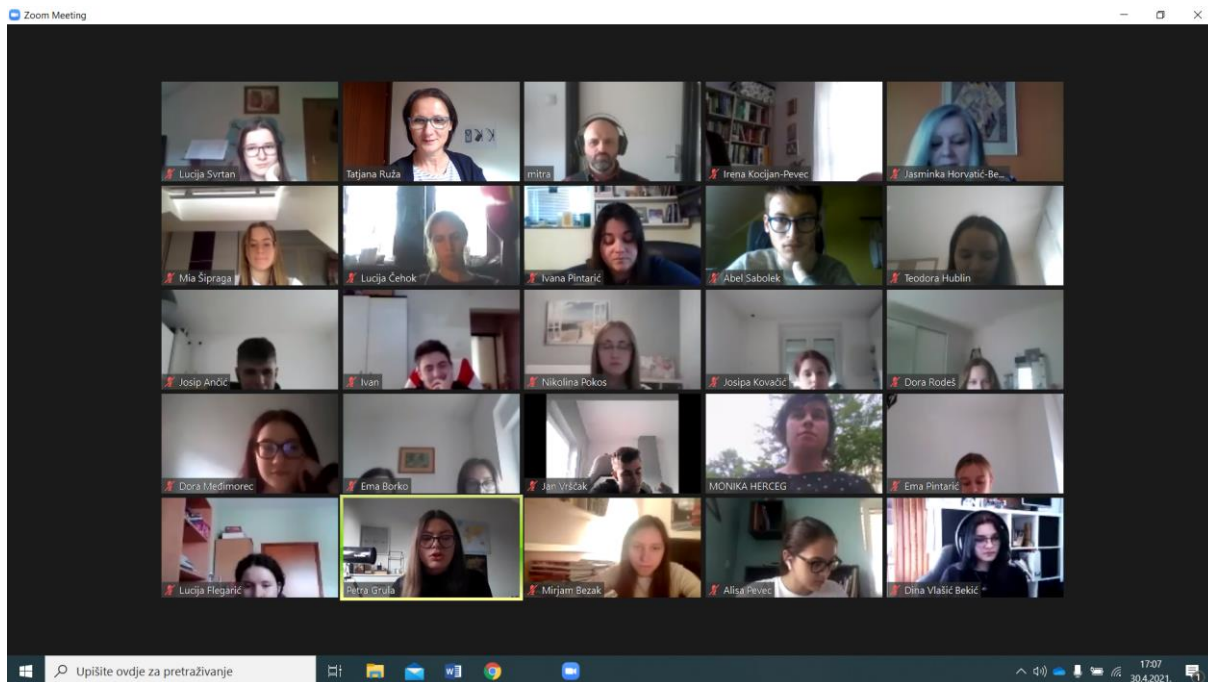 Zoom Meeting
Lucija Svrtan
Tatjana Ruža
mitra
Irena Kocijan-Pevec
Jasminka Horvatić-Be...
Mia Šipraga
Lucija Čehok
Ivana Pintarić
Abel Sabolek
Teodora Hublin
Josip Ančić
Ivan
Nikolina Pokos
Josipa Kovačić
Dora Rodeš
Dora Međimorec
Ema Borko
Jan Vrščak
MONIKA HERCEG
Ema Pintarić
Lucija Flegarić
Petra Grula
Mirjam Bezak
Alisa Pevec
Dina Vlašić Bekić
Upišite ovdje za pretraživanje
17:07
30.4.2021.